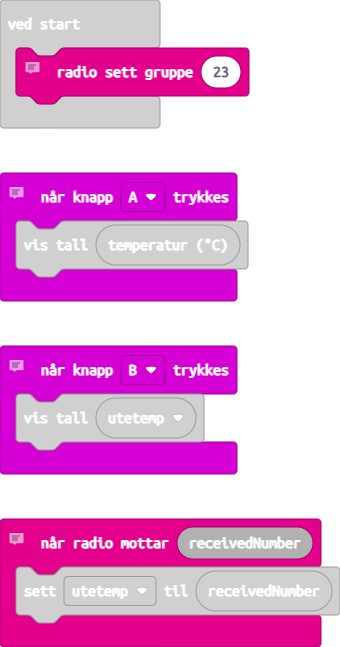 ved start
radio sett gruppe 23
når knapp A trykkes
vis tall temperatur (°C)
når knapp B trykkes
vis tall utetemp
når radio mottar receivedNumber
sett utetemp til receivedNumber